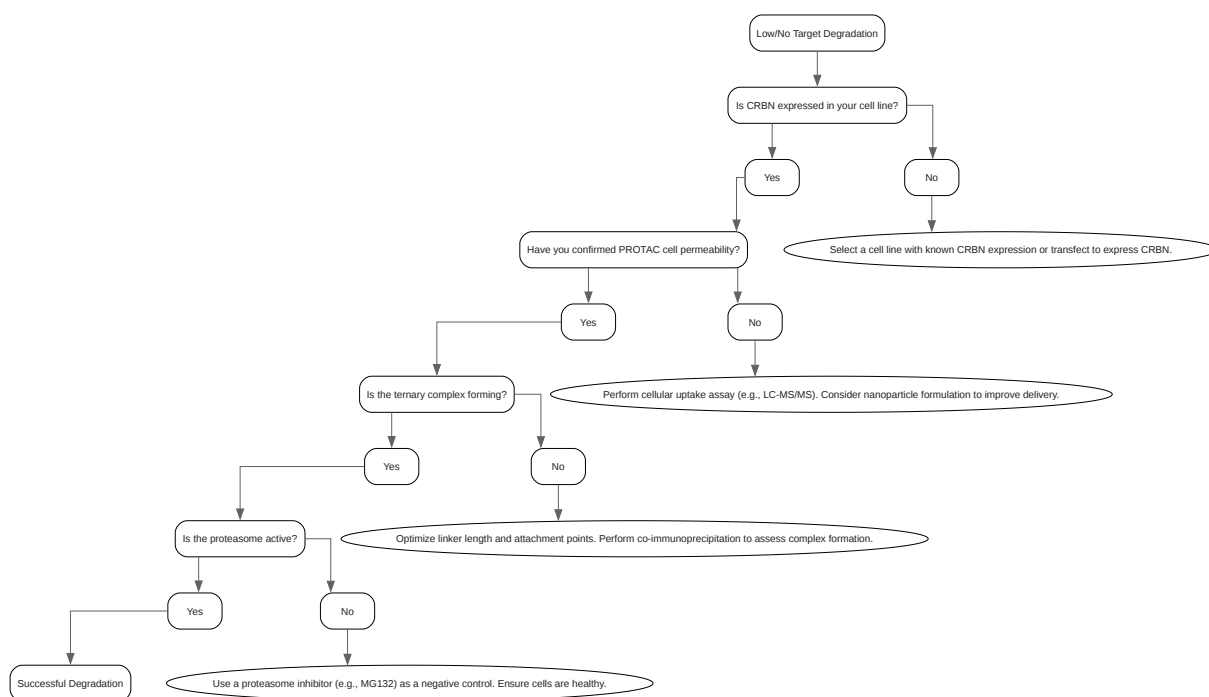 Low/No Target Degradation
Is CRBN expressed in your cell line?
Yes
No
Have you confirmed PROTAC cell permeability?
Select a cell line with known CRBN expression or transfect to express CRBN.
Yes
No
Is the ternary complex forming?
Perform cellular uptake assay (e.g., LC-MS/MS). Consider nanoparticle formulation to improve delivery.
Yes
No
Is the proteasome active?
Optimize linker length and attachment points. Perform co-immunoprecipitation to assess complex formation.
Yes
No
Successful Degradation
Use a proteasome inhibitor (e.g., MG132) as a negative control. Ensure cells are healthy.